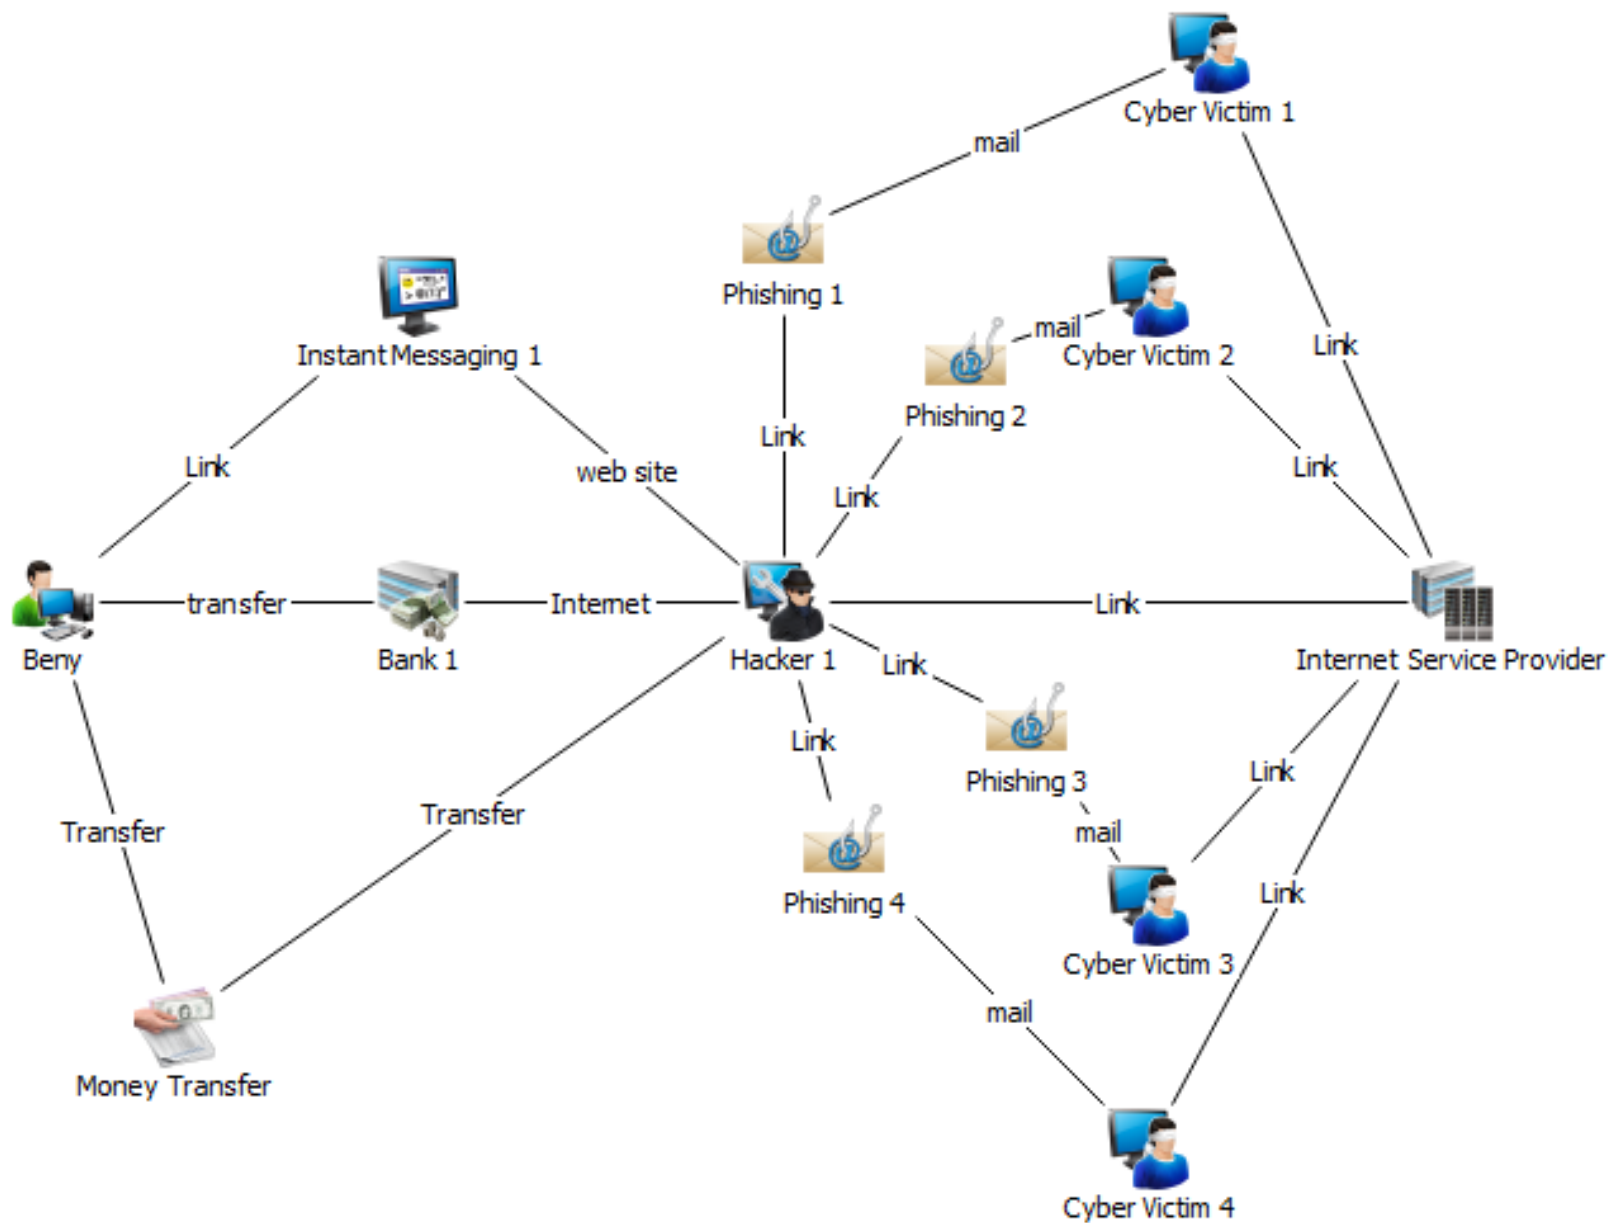 Cyber Victim 1
mail
Phishing 1
Instant Messaging 1
mail
Cyber Victim 2
Link
Phishing 2
Link
Link
web site
Link
Link
Beny
transfer
Bank 1
Internet
Hacker 1
Link
Internet Service Provider
Link
Link
Phishing 3
Link
Transfer
Transfer
mail
Phishing 4
Link
Cyber Victim 3
mail
Money Transfer
Cyber Victim 4